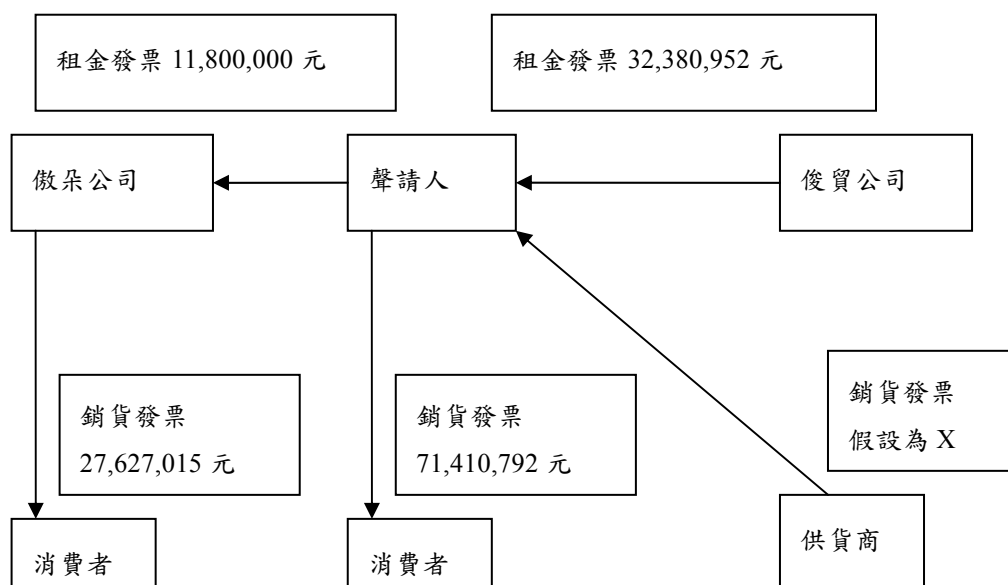 租金發票 11,800,000 元
租金發票 32,380,952 元
傲朵公司
聲請人
俊貿公司
銷貨發票
27,627,015 元
銷貨發票
71,410,792 元
銷貨發票
假設為 X
消費者
消費者
供貨商